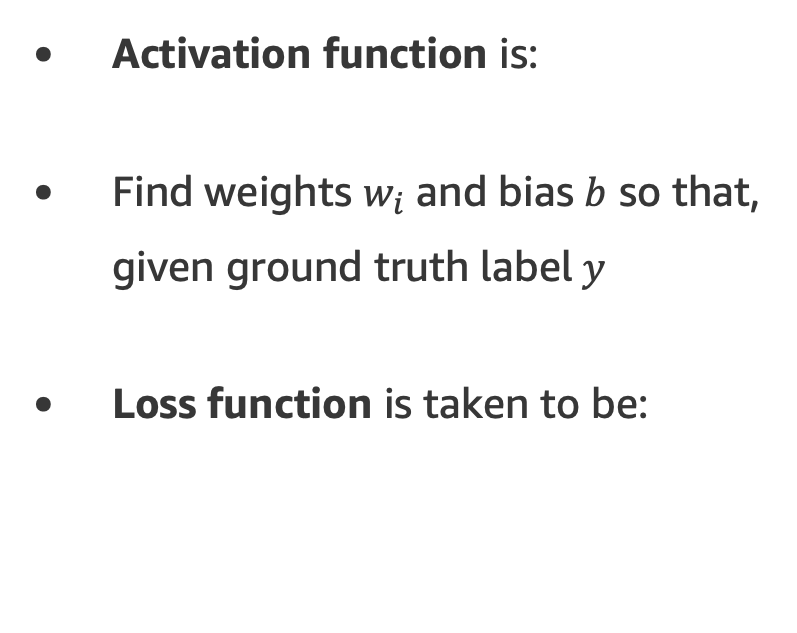 • Activation function is:
• Find weights wᵢ and bias b so that,
given ground truth label y
• Loss function is taken to be: